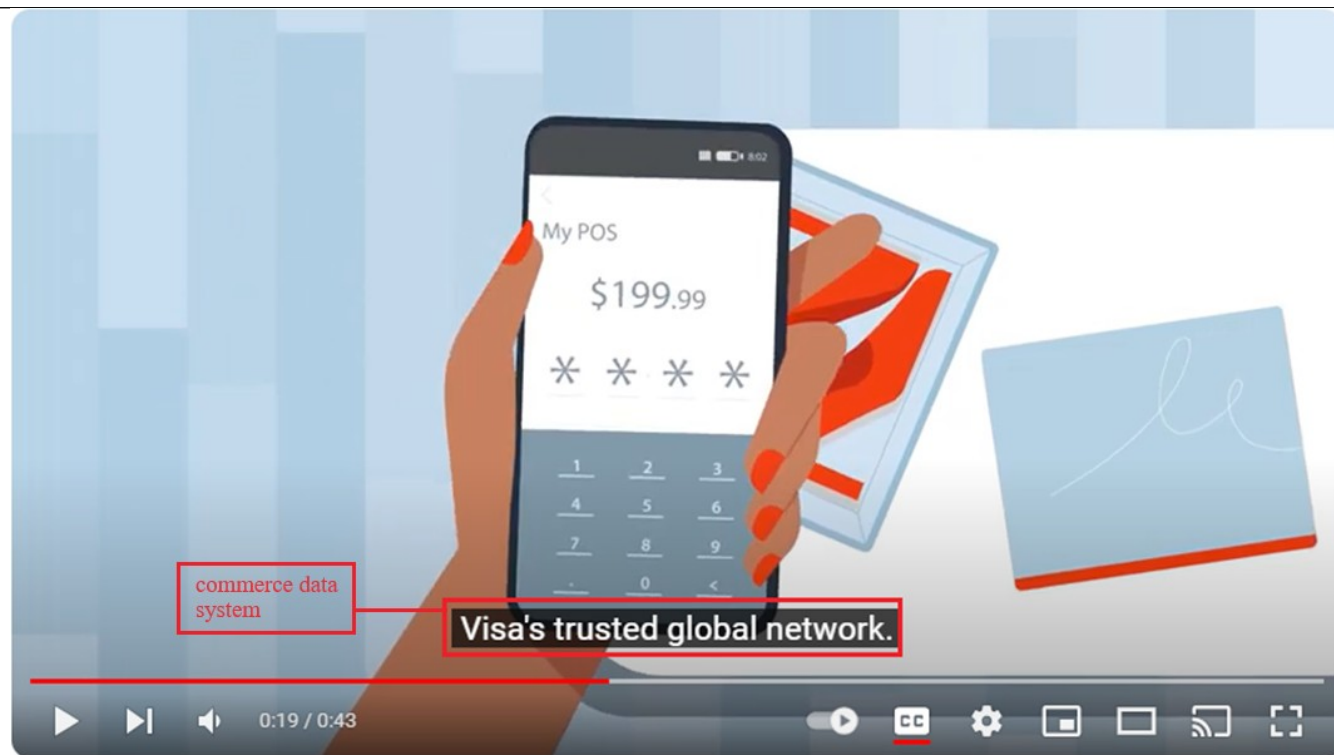 8:02
My POS
$199.99
* * * *
1 2 3
4 5 6
7 8 9
. 0 <
commerce data
system
Visa's trusted global network.
0:19 / 0:43
CC